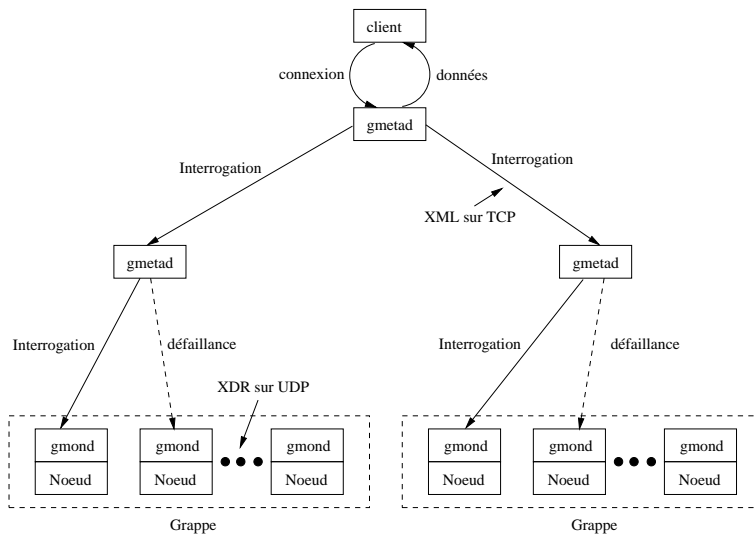 client
connexion
données
gmetad
Interrogation
Interrogation
XML sur TCP
gmetad
gmetad
Interrogation
défaillance
Interrogation
défaillance
XDR sur UDP
gmond
gmond
gmond
gmond
gmond
gmond
Noeud
Noeud
Noeud
Noeud
Noeud
Noeud
Grappe
Grappe